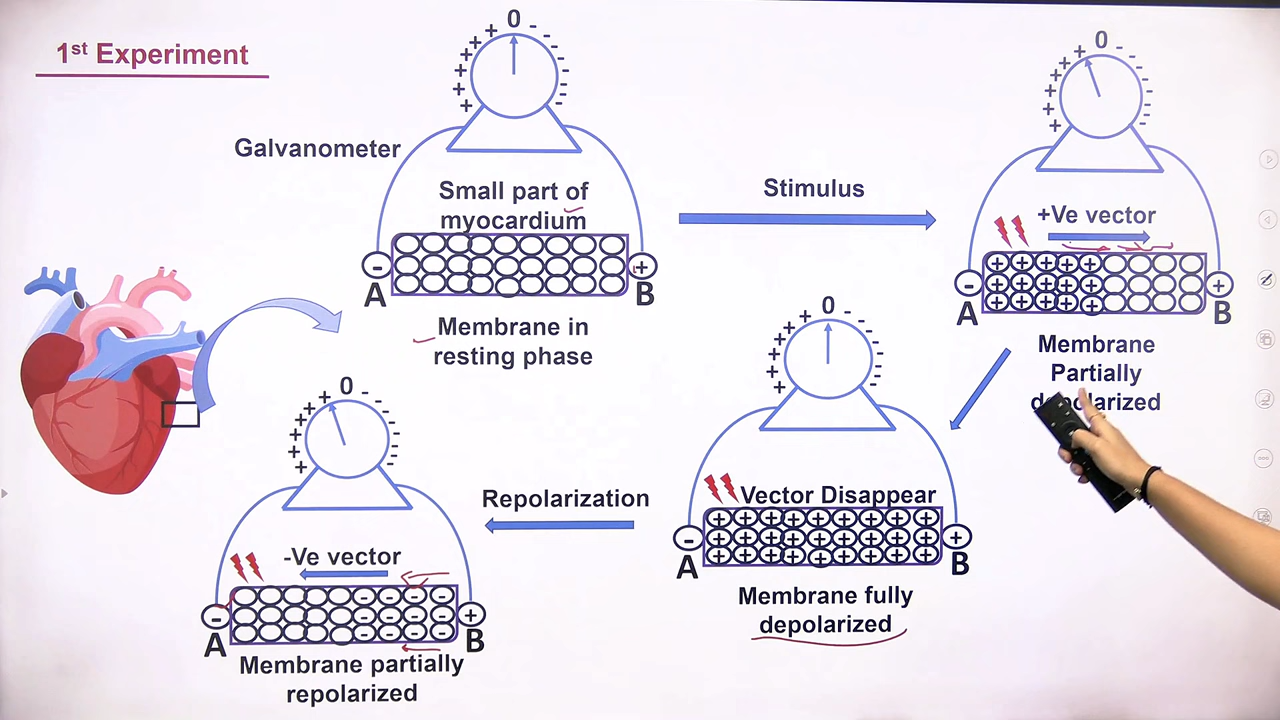 1st Experiment
0
Galvanometer
Small part of
myocardium
- +
A B
Membrane in
resting phase
Stimulus
0
+Ve vector
- +
A B
Membrane
Partially
depolarized
0
Vector Disappear
- +
A B
Membrane fully
depolarized
Repolarization
0
-Ve vector
- +
A B
Membrane partially
repolarized